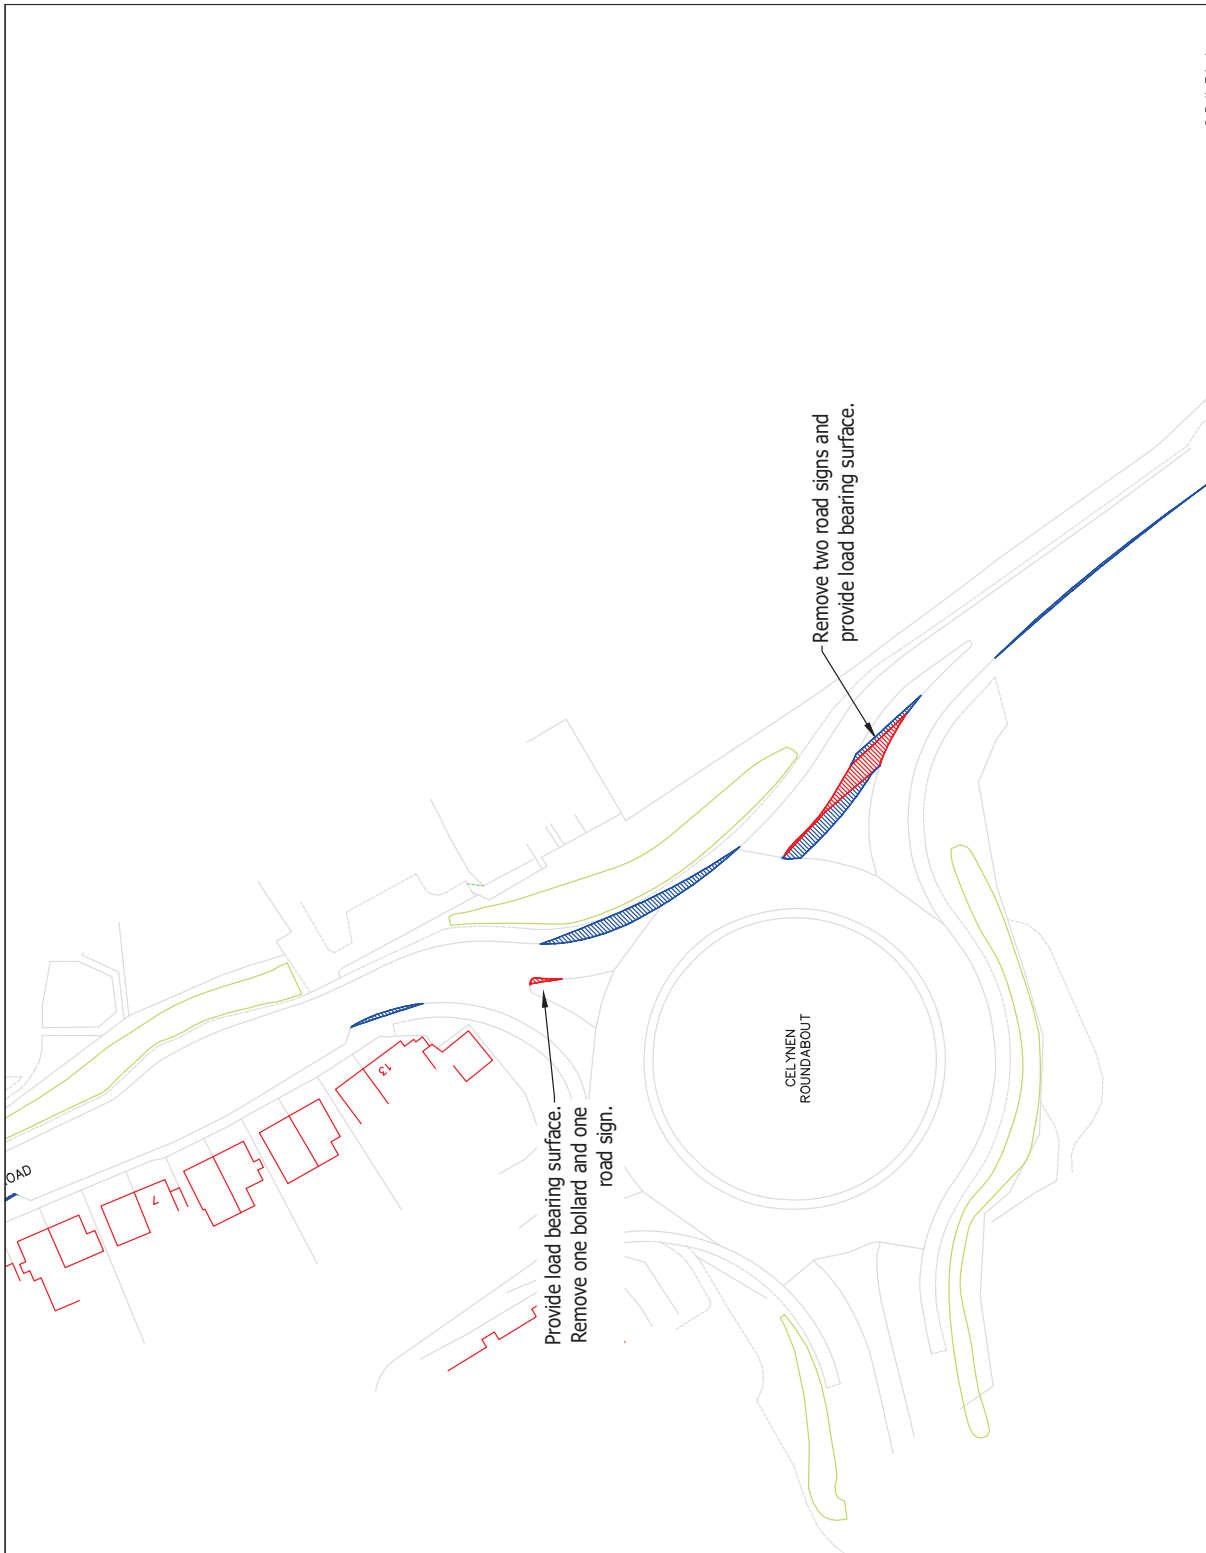 Remove two road signs and
provide load bearing surface.
Provide load bearing surface.
Remove one bollard and one
road sign.
CELYNEN
ROUNDABOUT
13
7